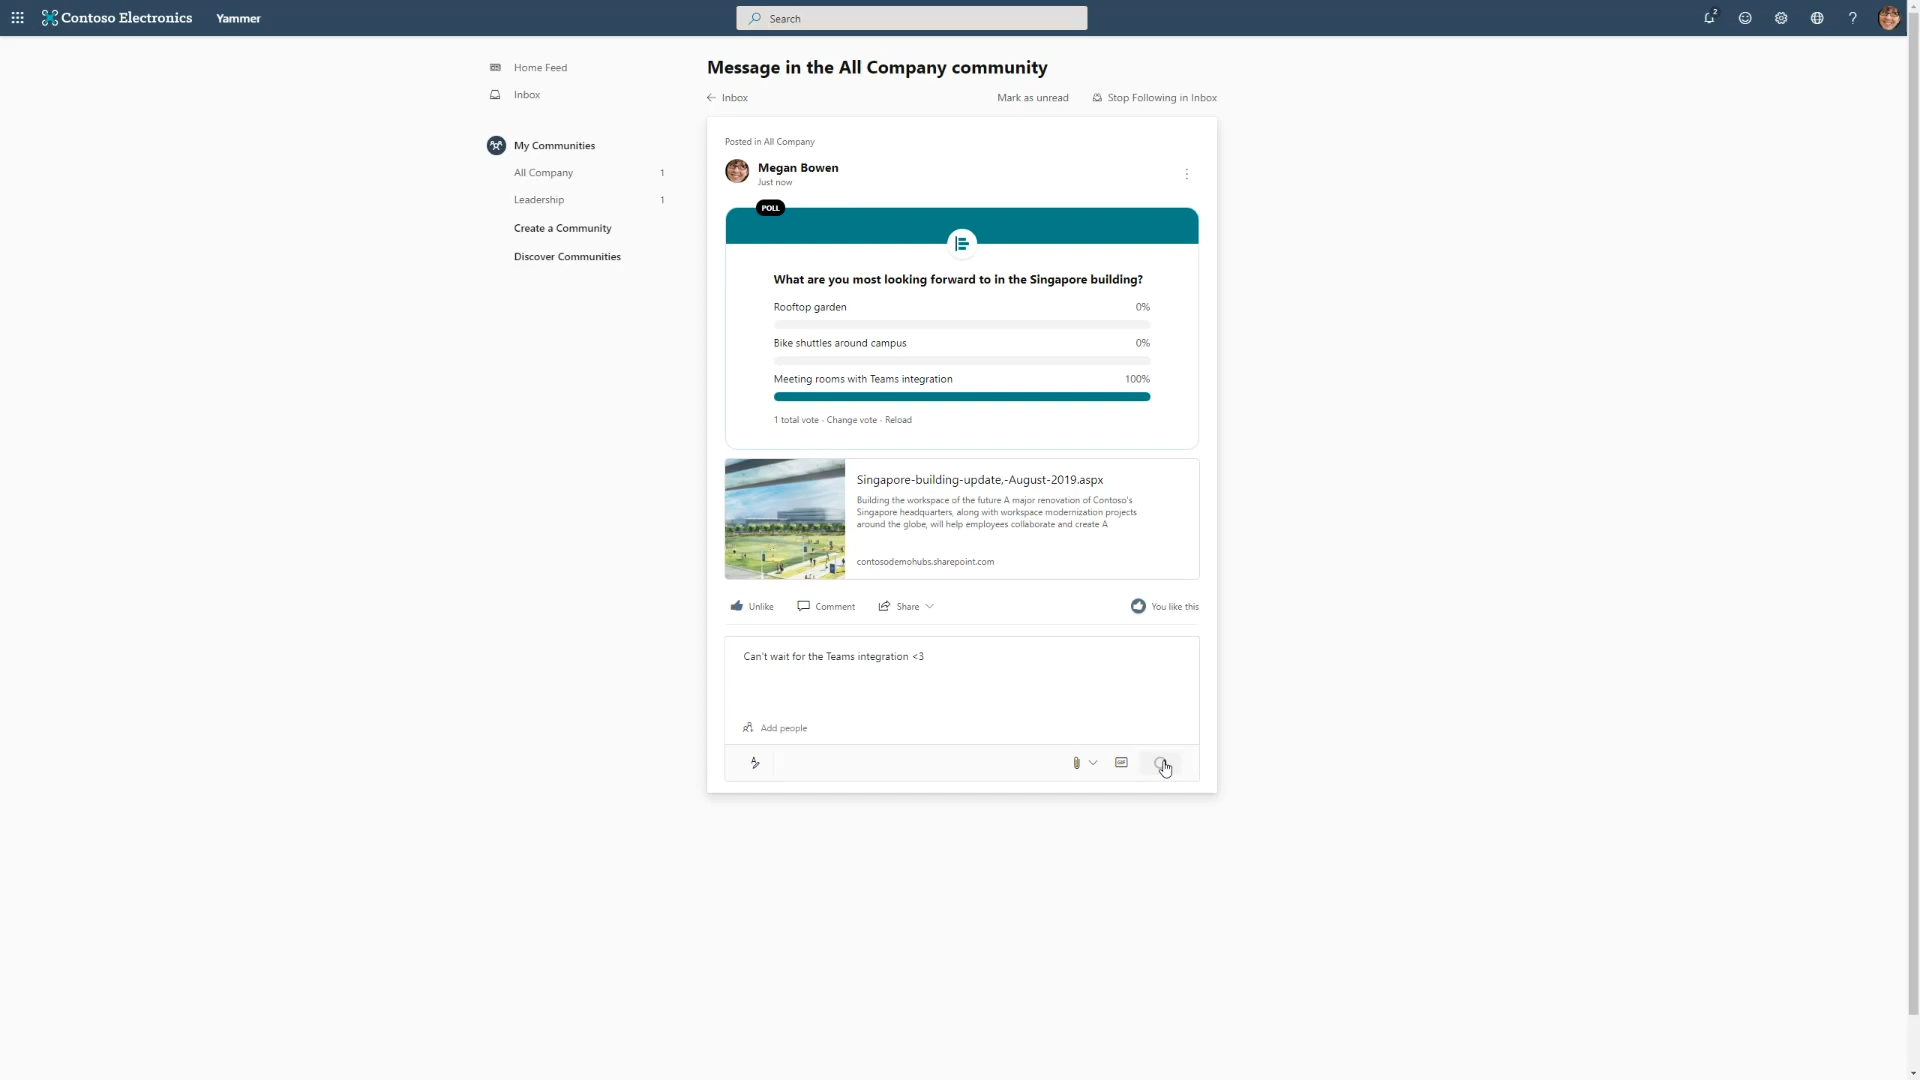 Contoso Electronics
Yammer
Search
2
?
Home Feed
Inbox
My Communities
All Company 1
Leadership 1
Create a Community
Discover Communities
Message in the All Company community
Inbox
Mark as unread
Stop Following in Inbox
Posted in All Company
Megan Bowen
Just now
POLL
What are you most looking forward to in the Singapore building?
Rooftop garden 0%
Bike shuttles around campus 0%
Meeting rooms with Teams integration 100%
1 total vote · Change vote · Reload
Singapore-building-update,-August-2019.aspx
Building the workspace of the future A major renovation of Contoso's
Singapore headquarters, along with workspace modernization projects
around the globe, will help employees collaborate and create A
contosodemohubs.sharepoint.com
Unlike
Comment
Share
You like this
Can't wait for the Teams integration <3
Add people
GIF